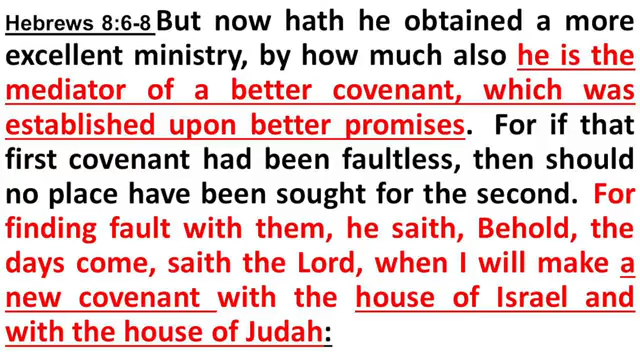 Hebrews 8:6-8 But now hath he obtained a more
excellent ministry, by how much also he is the
mediator of a better covenant, which was
established upon better promises. For if that
first covenant had been faultless, then should
no place have been sought for the second. For
finding fault with them, he saith, Behold, the
days come, saith the Lord, when I will make a
new covenant with the house of Israel and
with the house of Judah: